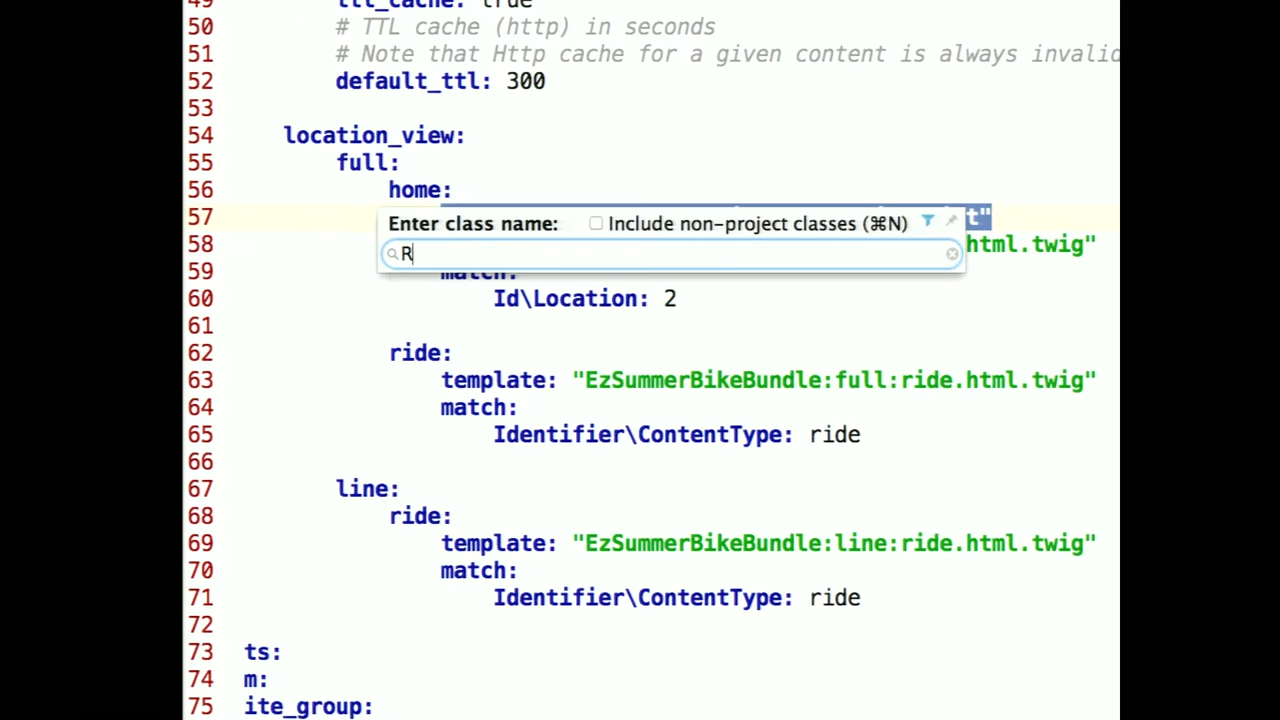 49 ttl_cache: true
50 # TTL cache (http) in seconds
51 # Note that Http cache for a given content is always invalid
52 default_ttl: 300
53
54 location_view:
55 full:
56 home:
57 t"
Enter class name: Include non-project classes (⌘N)
R
58 html.twig"
59 match:
60 Id\Location: 2
61
62 ride:
63 template: "EzSummerBikeBundle:full:ride.html.twig"
64 match:
65 Identifier\ContentType: ride
66
67 line:
68 ride:
69 template: "EzSummerBikeBundle:line:ride.html.twig"
70 match:
71 Identifier\ContentType: ride
72
73 ts:
74 m:
75 ite_group: